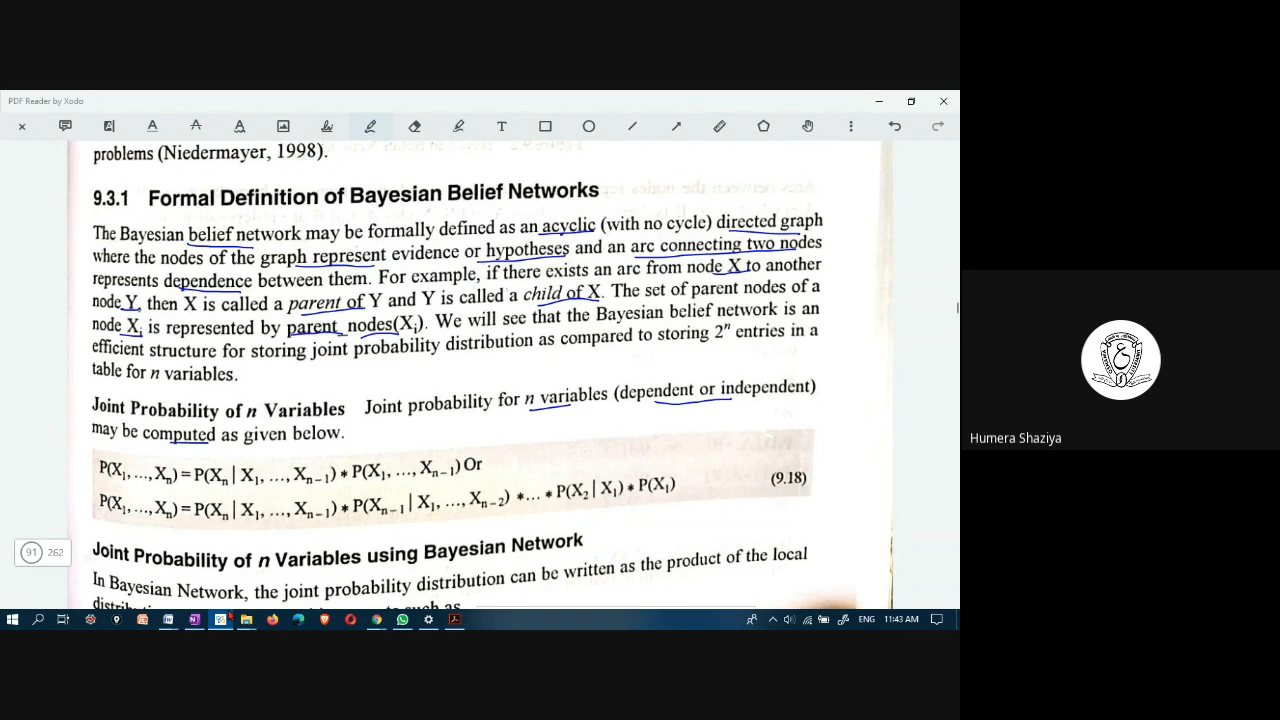 PDF Reader by Xodo
problems (Niedermayer, 1998).
9.3.1 Formal Definition of Bayesian Belief Networks
The Bayesian belief network may be formally defined as an acyclic (with no cycle) directed graph
where the nodes of the graph represent evidence or hypotheses and an arc connecting two nodes
represents dependence between them. For example, if there exists an arc from node X to another
node Y, then X is called a parent of Y and Y is called a child of X. The set of parent nodes of a
node Xᵢ is represented by parent_nodes(Xᵢ). We will see that the Bayesian belief network is an
efficient structure for storing joint probability distribution as compared to storing 2ⁿ entries in a
table for n variables.
Joint Probability of n Variables Joint probability for n variables (dependent or independent)
may be computed as given below.
P(X₁, ..., Xₙ) = P(Xₙ | X₁, ..., Xₙ₋₁) * P(X₁, ..., Xₙ₋₁) Or
P(X₁, ..., Xₙ) = P(Xₙ | X₁, ..., Xₙ₋₁) * P(Xₙ₋₁ | X₁, ..., Xₙ₋₂) * ... * P(X₂ | X₁) * P(X₁) (9.18)
Joint Probability of n Variables using Bayesian Network
In Bayesian Network, the joint probability distribution can be written as the product of the local
such as
91 262
ENG 11:43 AM
Humera Shaziya